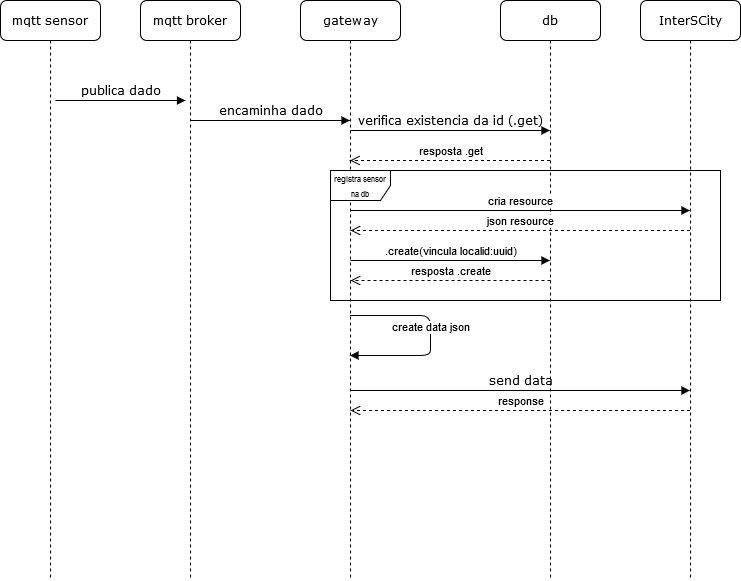 mqtt sensor
mqtt broker
gateway
db
InterSCity
publica dado
encaminha dado
verifica existencia da id (.get)
resposta .get
registra sensor
na db
cria resource
json resource
.create(vincula localid:uuid)
resposta .create
create data json
send data
response